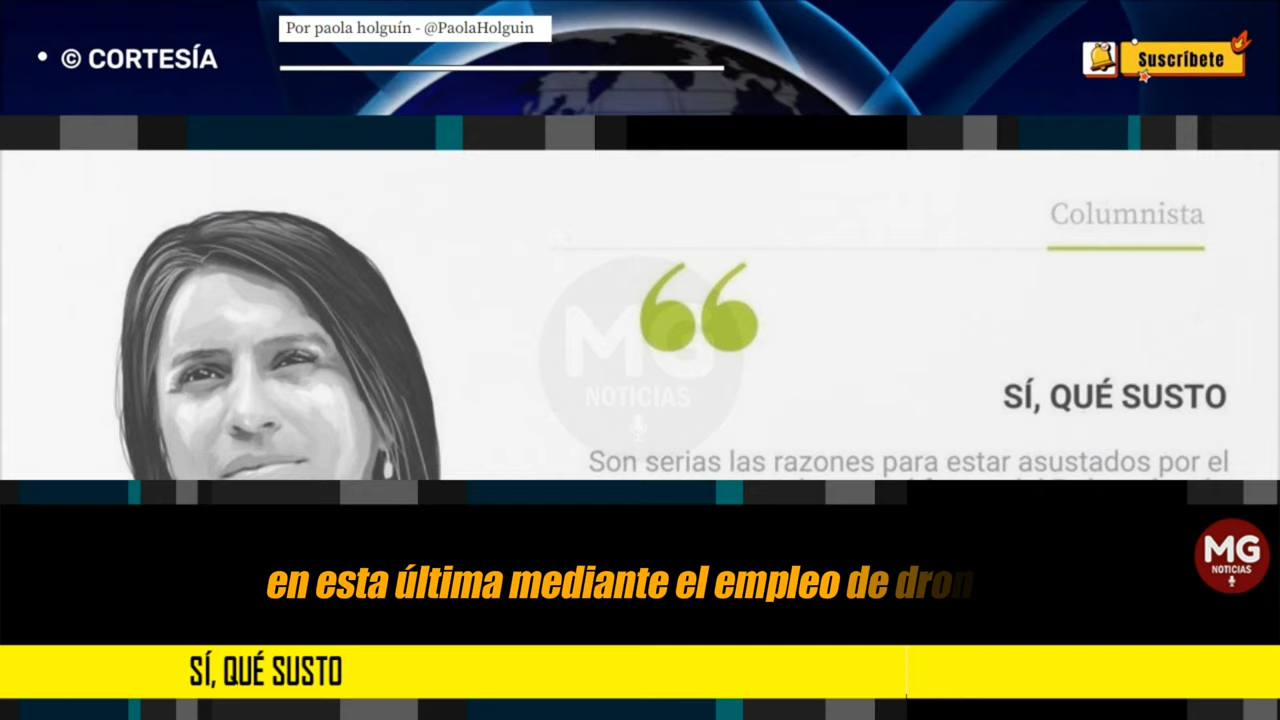 Por paola holguín - @PaolaHolguin
• © CORTESÍA
Suscríbete
Columnista
MG
NOTICIAS
SÍ, QUÉ SUSTO
Son serias las razones para estar asustados por el
en esta última mediante el empleo de dron
MG
NOTICIAS
SÍ, QUÉ SUSTO